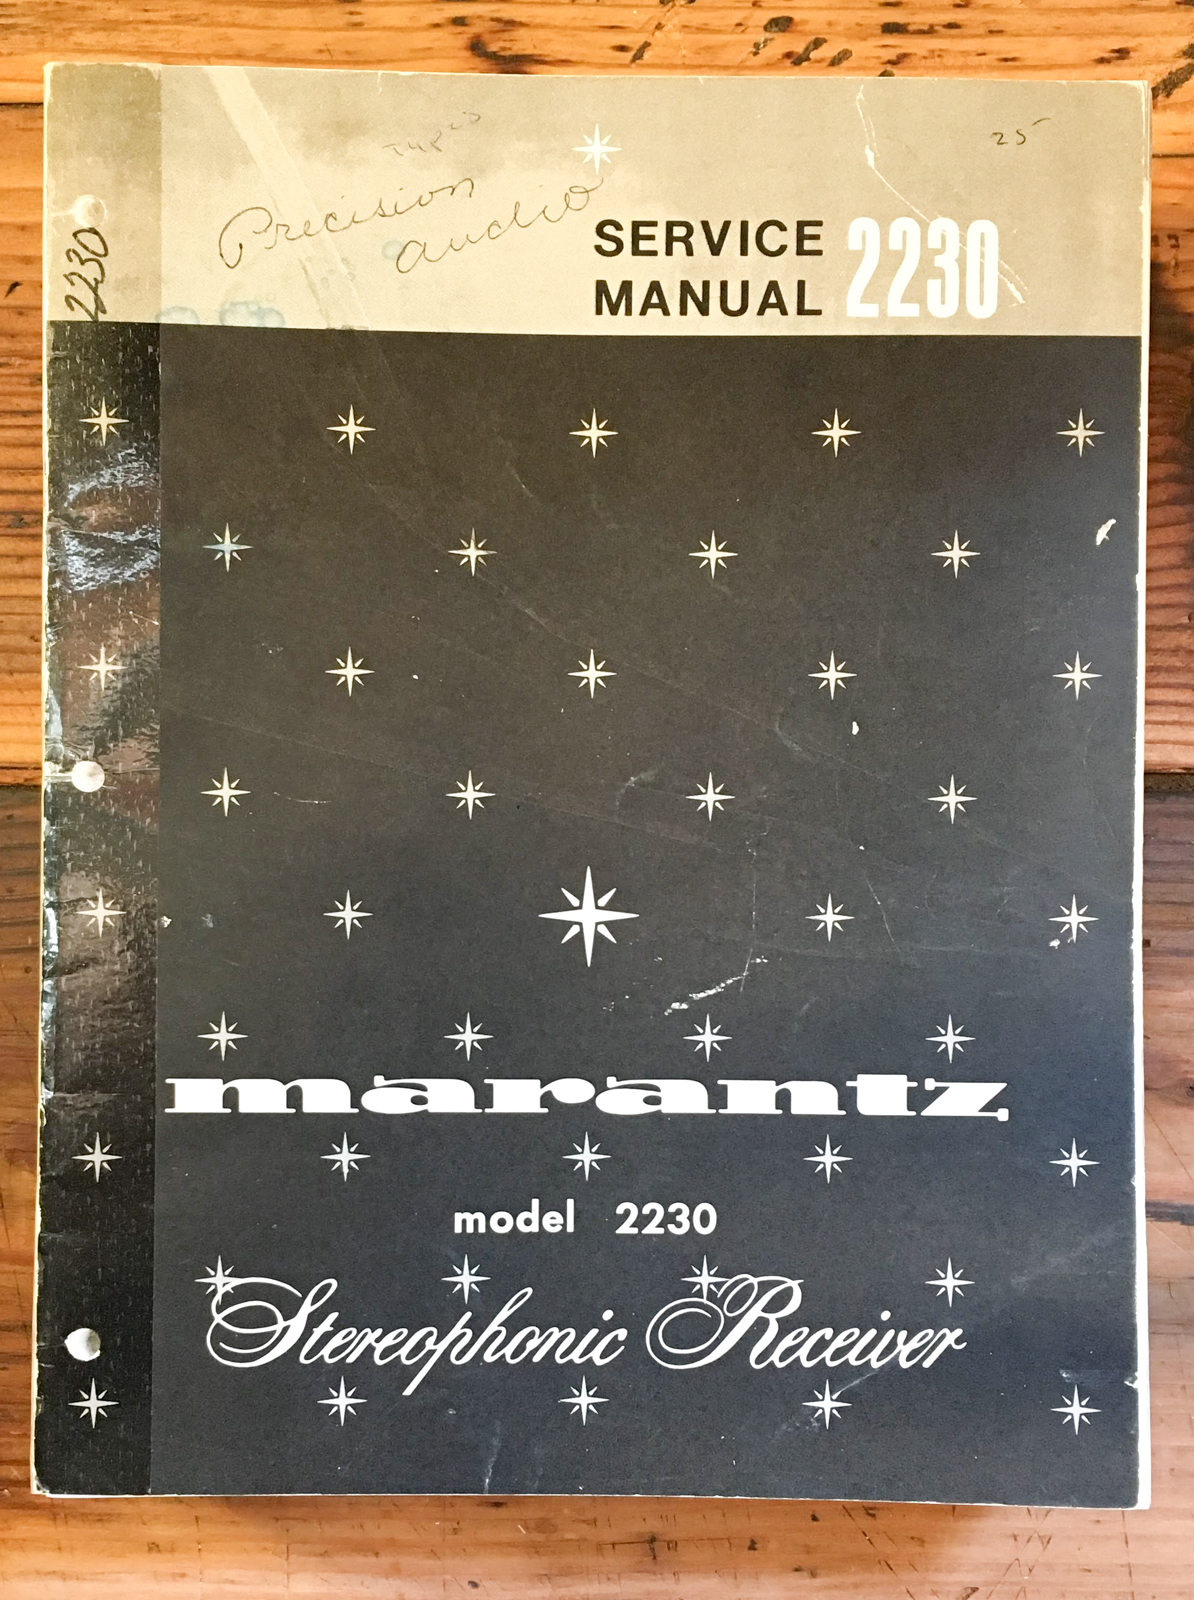 25
Precision
audio
SERVICE
MANUAL 2230
2230
marantz
model 2230
Stereophonic Receiver